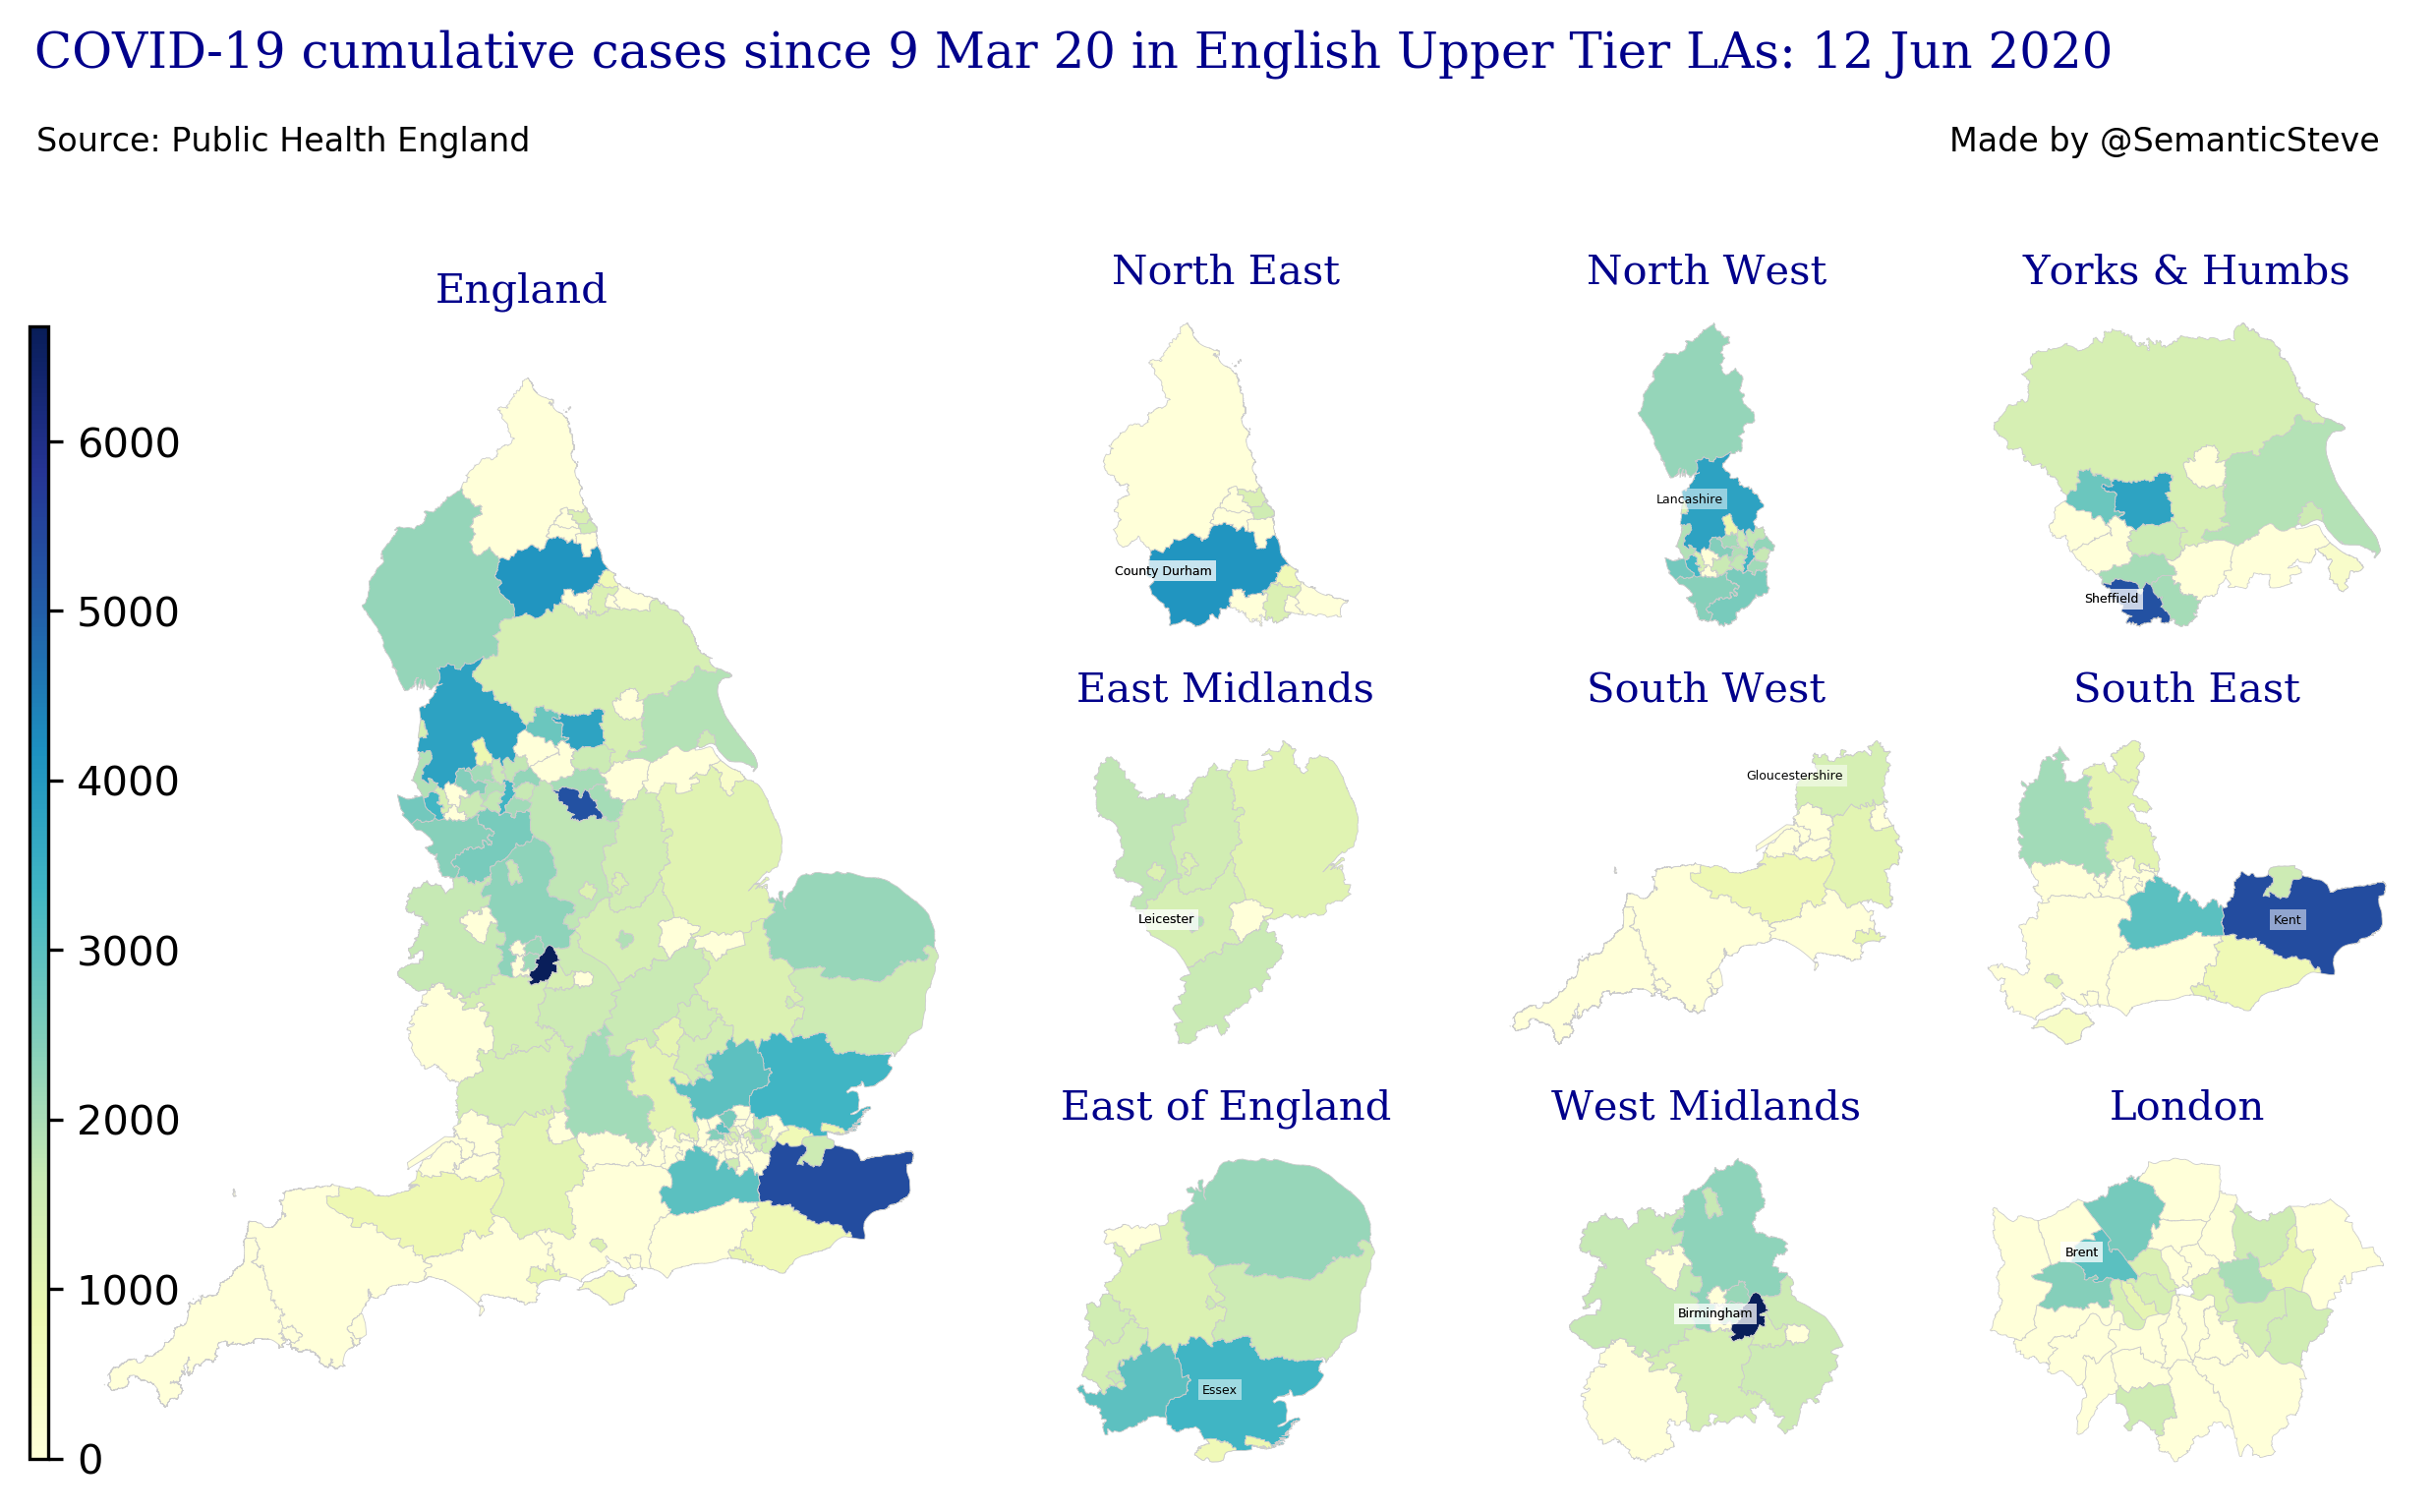 COVID-19 cumulative cases since 9 Mar 20 in English Upper Tier LAs: 12 Jun 2020
Source: Public Health England
Made by @SemanticSteve
England
6000
5000
4000
3000
2000
1000
0
North East
County Durham
North West
Lancashire
Yorks & Humbs
Sheffield
East Midlands
Leicester
South West
Gloucestershire
South East
Kent
East of England
Essex
West Midlands
Birmingham
London
Brent